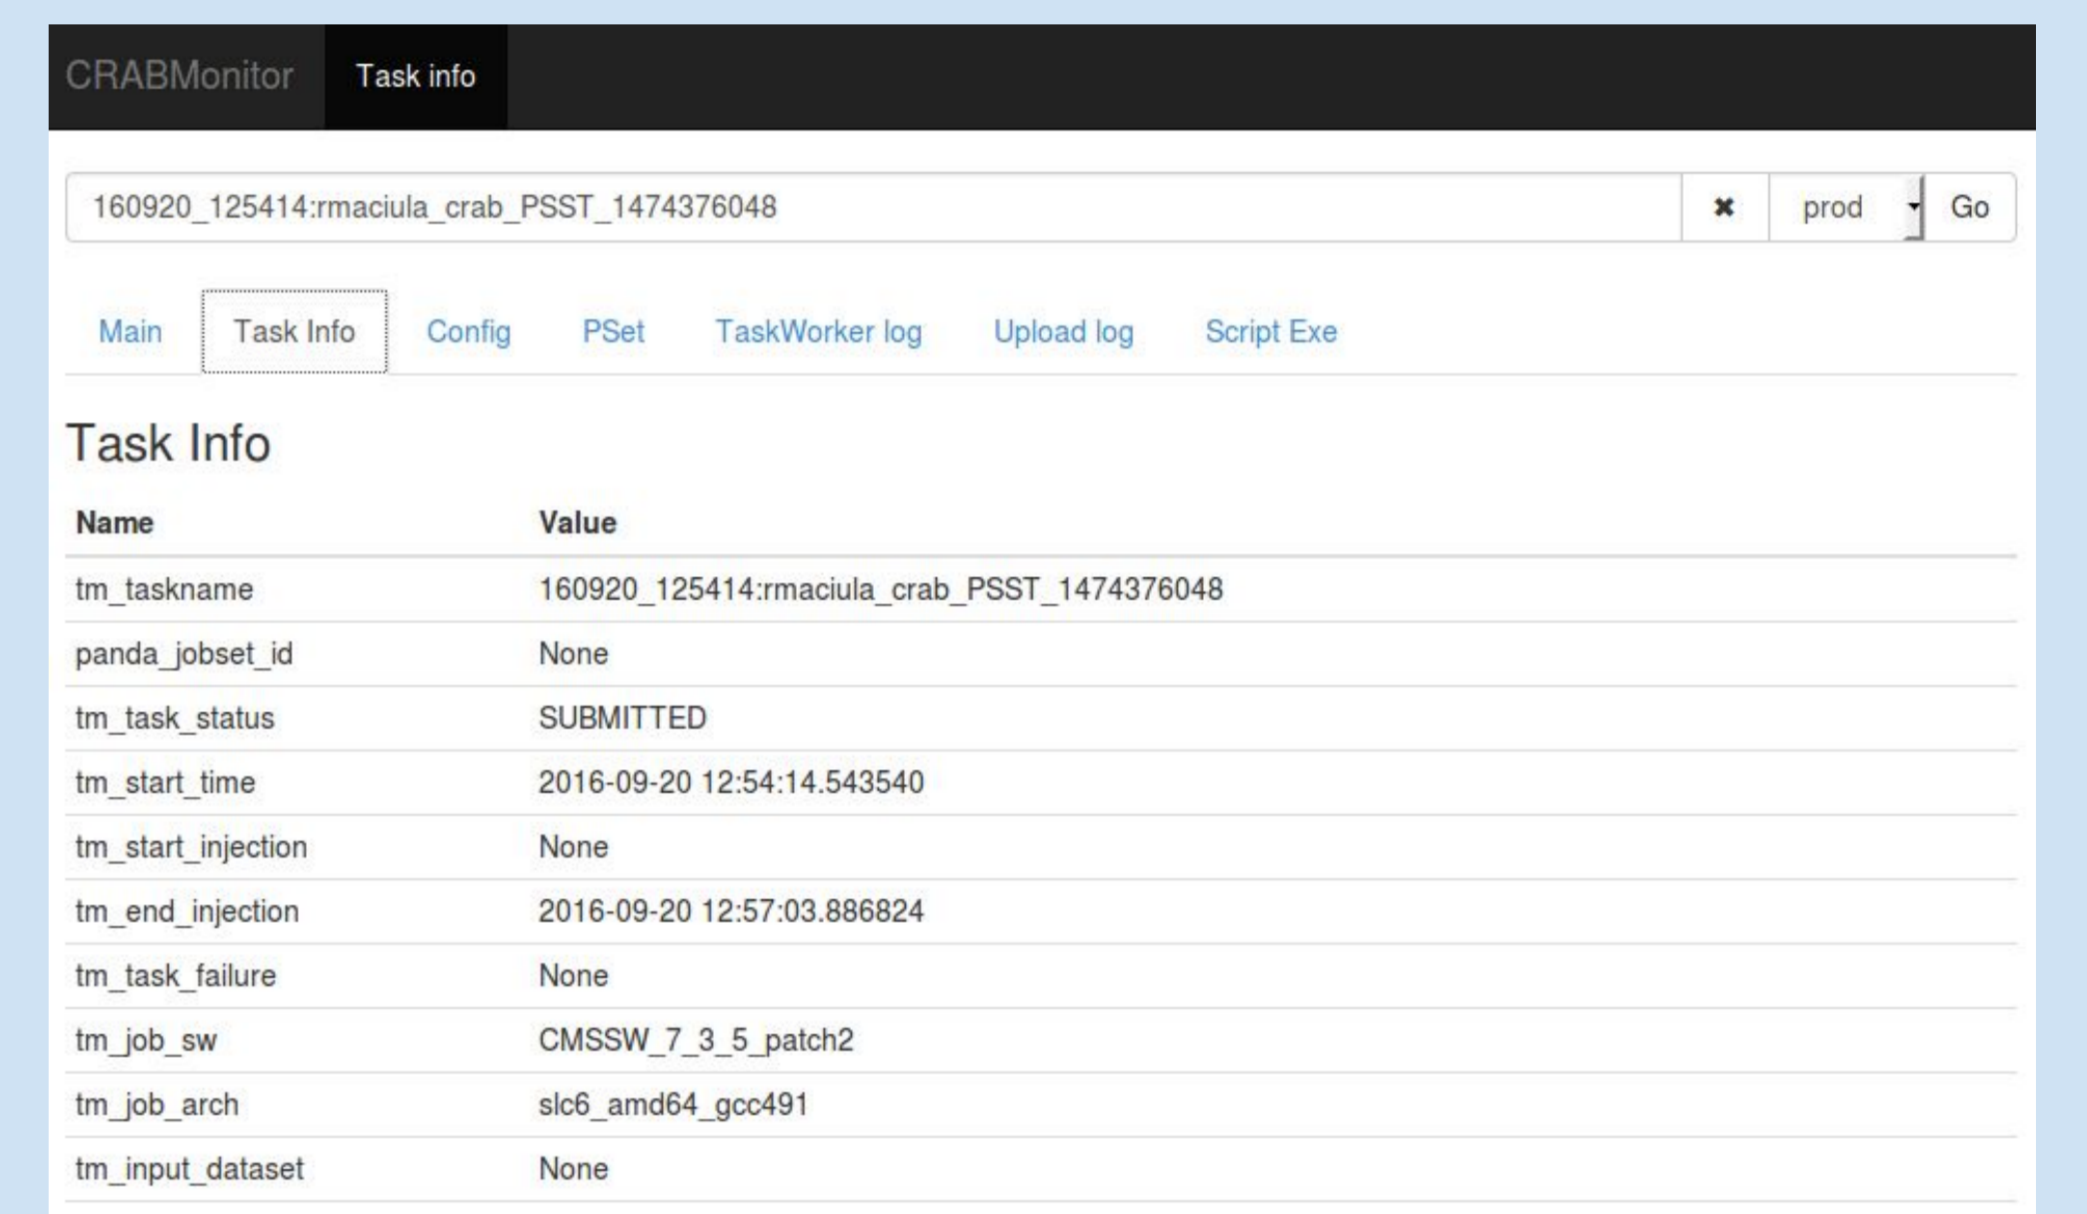 CRABMonitor Task info
160920_125414:rmaciula_crab_PSST_1474376048 ✖ prod Go
Main Task Info Config PSet TaskWorker log Upload log Script Exe
Task Info
Name Value
tm_taskname 160920_125414:rmaciula_crab_PSST_1474376048
panda_jobset_id None
tm_task_status SUBMITTED
tm_start_time 2016-09-20 12:54:14.543540
tm_start_injection None
tm_end_injection 2016-09-20 12:57:03.886824
tm_task_failure None
tm_job_sw CMSSW_7_3_5_patch2
tm_job_arch slc6_amd64_gcc491
tm_input_dataset None